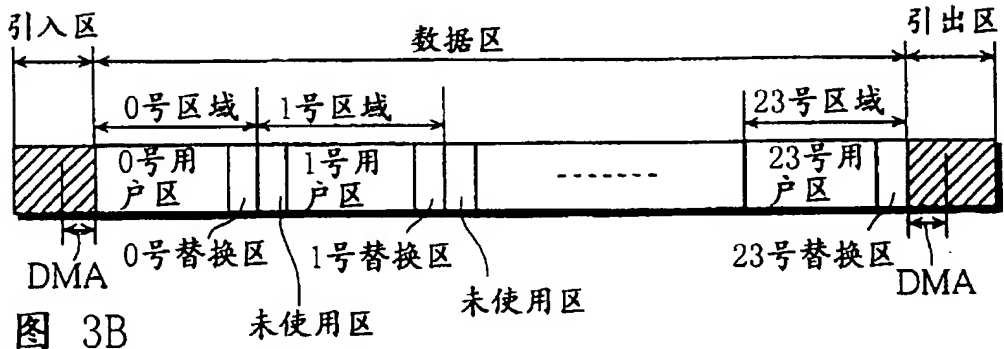 引入区
数据区
引出区
0号区域
1号区域
23号区域
0号用
户区
1号用
户区
-------
23号用
户区
DMA
0号替换区
1号替换区
23号替换区
DMA
未使用区
未使用区
图 3B